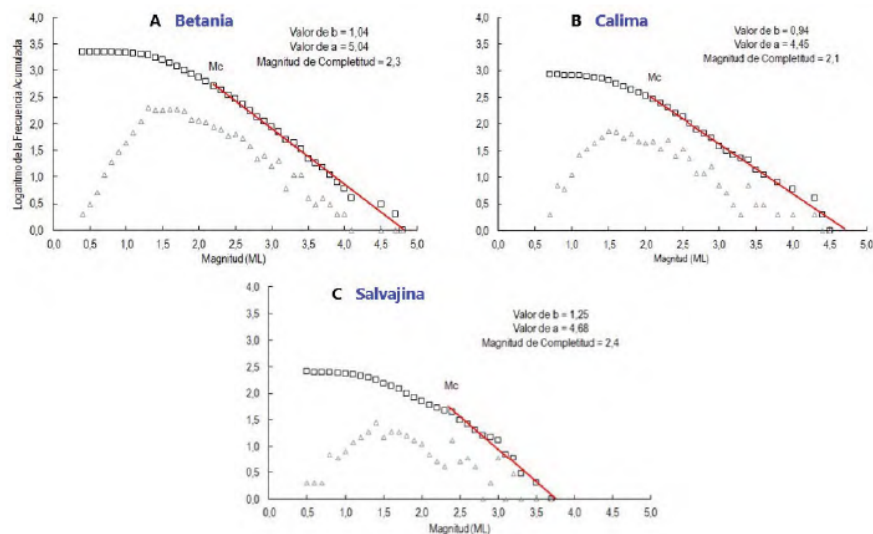 A Betania
Valor de b = 1,04
Valor de a = 5,04
Magnitud de Completitud = 2,3
Mc
Logaritmo de la Frecuencia Acumulada
4,0
3,5
3,0
2,5
2,0
1,5
1,0
0,5
0,0
0,0 0,5 1,0 1,5 2,0 2,5 3,0 3,5 4,0 4,5 5,0
Magnitud (ML)
B Calima
Valor de b = 0,94
Valor de a = 4,45
Magnitud de Completitud = 2,1
Mc
4,0
3,5
3,0
2,5
2,0
1,5
1,0
0,5
0,0
0,0 0,5 1,0 1,5 2,0 2,5 3,0 3,5 4,0 4,5 5,0
Magnitud (ML)
C Salvajina
Valor de b = 1,25
Valor de a = 4,68
Magnitud de Completitud = 2,4
Mc
4,0
3,5
3,0
2,5
2,0
1,5
1,0
0,5
0,0
0,0 0,5 1,0 1,5 2,0 2,5 3,0 3,5 4,0 4,5 5,0
Magnitud (ML)